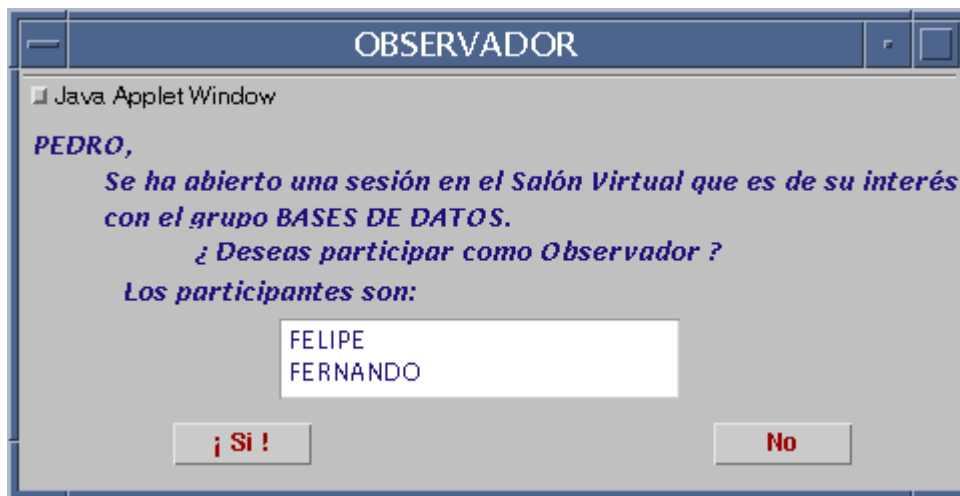 OBSERVADOR
Java Applet Window
PEDRO,
Se ha abierto una sesión en el Salón Virtual que es de su interés
con el grupo BASES DE DATOS.
¿ Deseas participar como Observador ?
Los participantes son:
FELIPE
FERNANDO
¡ Si ! No